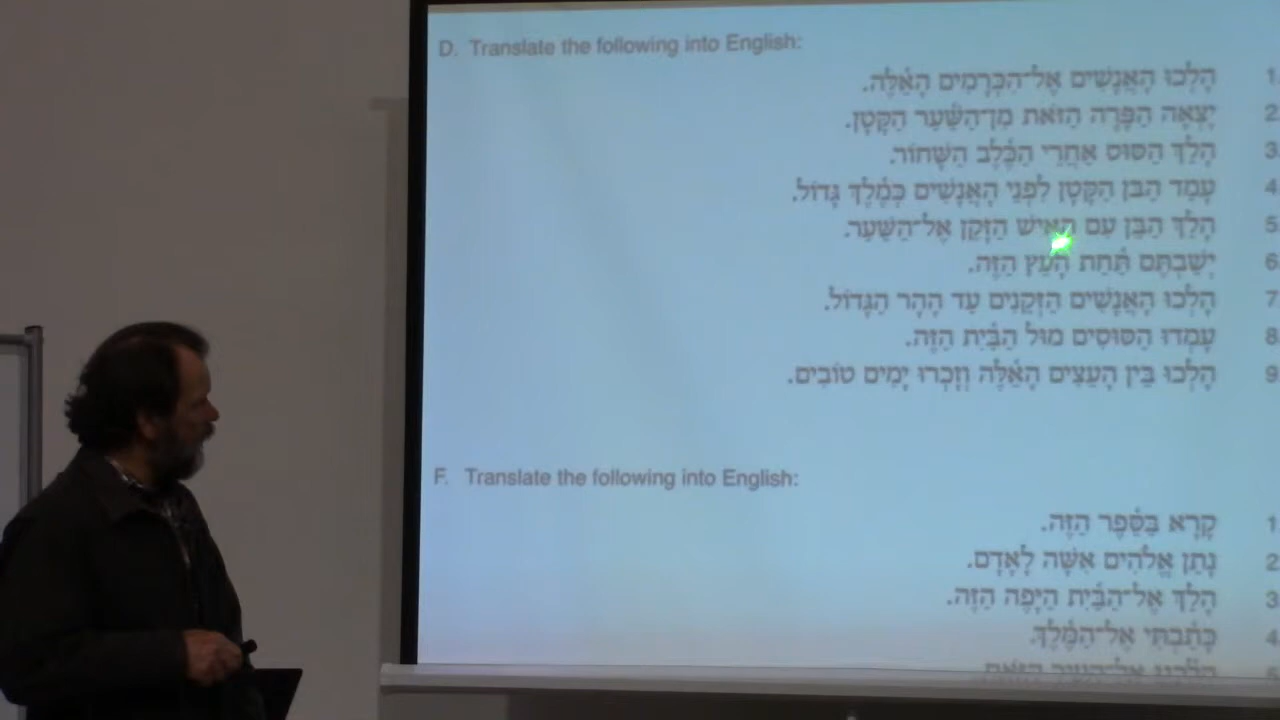 D. Translate the following into English:
1. הָלְכוּ הָאֲנָשִׁים אֶל־הַכְּרָמִים הָאֵ֫לֶּה.
2. יָצְאָה הַפָּרָה הַזֹּאת מִן־הַשַּׁ֫עַר הַקָּטָן.
3. הָלַךְ הַסּוּס אַחֲרֵי הַכֶּ֫לֶב הַשָּׁחוֹר.
4. עָמַד הַבֵּן הַקָּטָן לִפְנֵי הָאֲנָשִׁים כְּמֶ֫לֶךְ גָּדוֹל.
5. הָלַךְ הַבֵּן עִם הָאִישׁ הַזָּקֵן אֶל־הַשַּׁ֫עַר.
6. יְשַׁבְתֶּם תַּ֫חַת הָעֵץ הַזֶּה.
7. הָלְכוּ הָאֲנָשִׁים הַזְּקֵנִים עַד הָהָר הַגָּדוֹל.
8. עָמְדוּ הַסּוּסִים מוּל הַבַּ֫יִת הַזֶּה.
9. הָלְכוּ בֵּין הָעֵצִים הָאֵ֫לֶּה וְזָכְרוּ יָמִים טוֹבִים.
F. Translate the following into English:
1. קָרָא בַּסֵּ֫פֶר הַזֶּה.
2. נָתַן אֱלֹהִים אִשָּׁה לָאָדָם.
3. הָלַךְ אֶל־הַבַּ֫יִת הַיָּפֶה הַזֶּה.
4. כָּתַ֫בְתִּי אֶל־הַמֶּ֫לֶךְ.